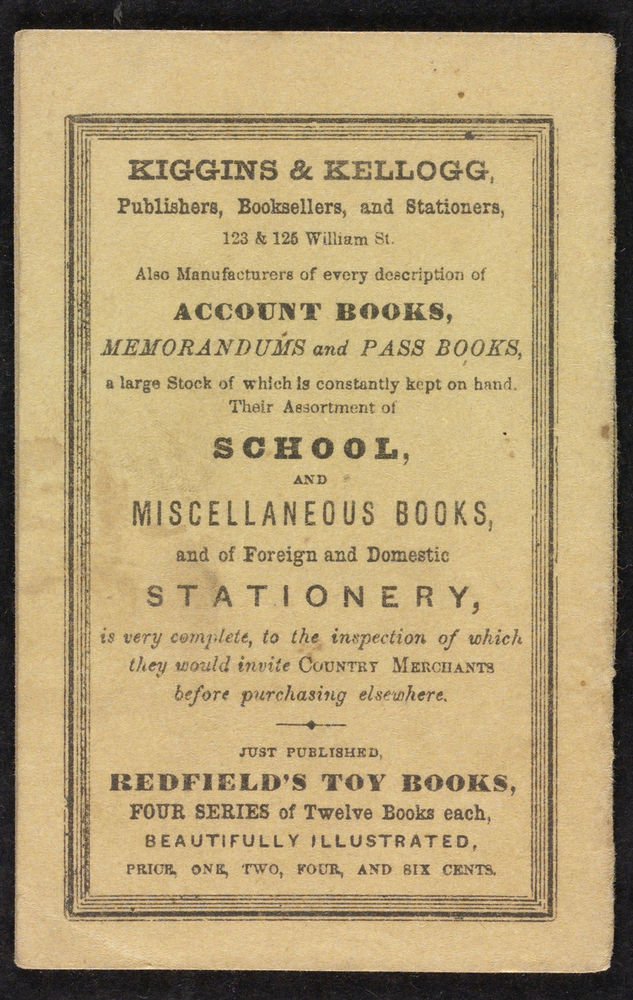 KIGGINS & KELLOGG,
Publishers, Booksellers, and Stationers,
123 & 125 William St.
Also Manufacturers of every description of
ACCOUNT BOOKS,
MEMORANDUMS and PASS BOOKS,
a large Stock of which is constantly kept on hand.
Their Assortment of
SCHOOL,
AND
MISCELLANEOUS BOOKS,
and of Foreign and Domestic
STATIONERY,
is very complete, to the inspection of which
they would invite COUNTRY MERCHANTS
before purchasing elsewhere.
JUST PUBLISHED,
REDFIELD'S TOY BOOKS,
FOUR SERIES of Twelve Books each,
BEAUTIFULLY ILLUSTRATED,
PRICE, ONE, TWO, FOUR, AND SIX CENTS.